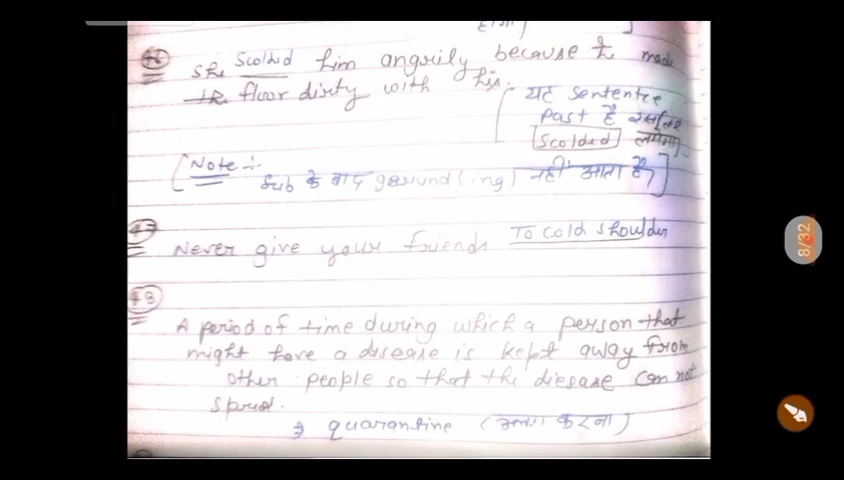 होगा]
46 She Scolded him angrily because he made
the floor dirty with his.
यह sentence
Past है इसलिए
Scolded लगेगा
[Note :-
Sub के बाद gerund (ing) नहीं आता है]
47
Never give your friends To cold shoulder
48
A period of time during which a person that
might have a disease is kept away from
other people so that the diesase can not
spread.
→ quarantine (अलग करना)
8/32